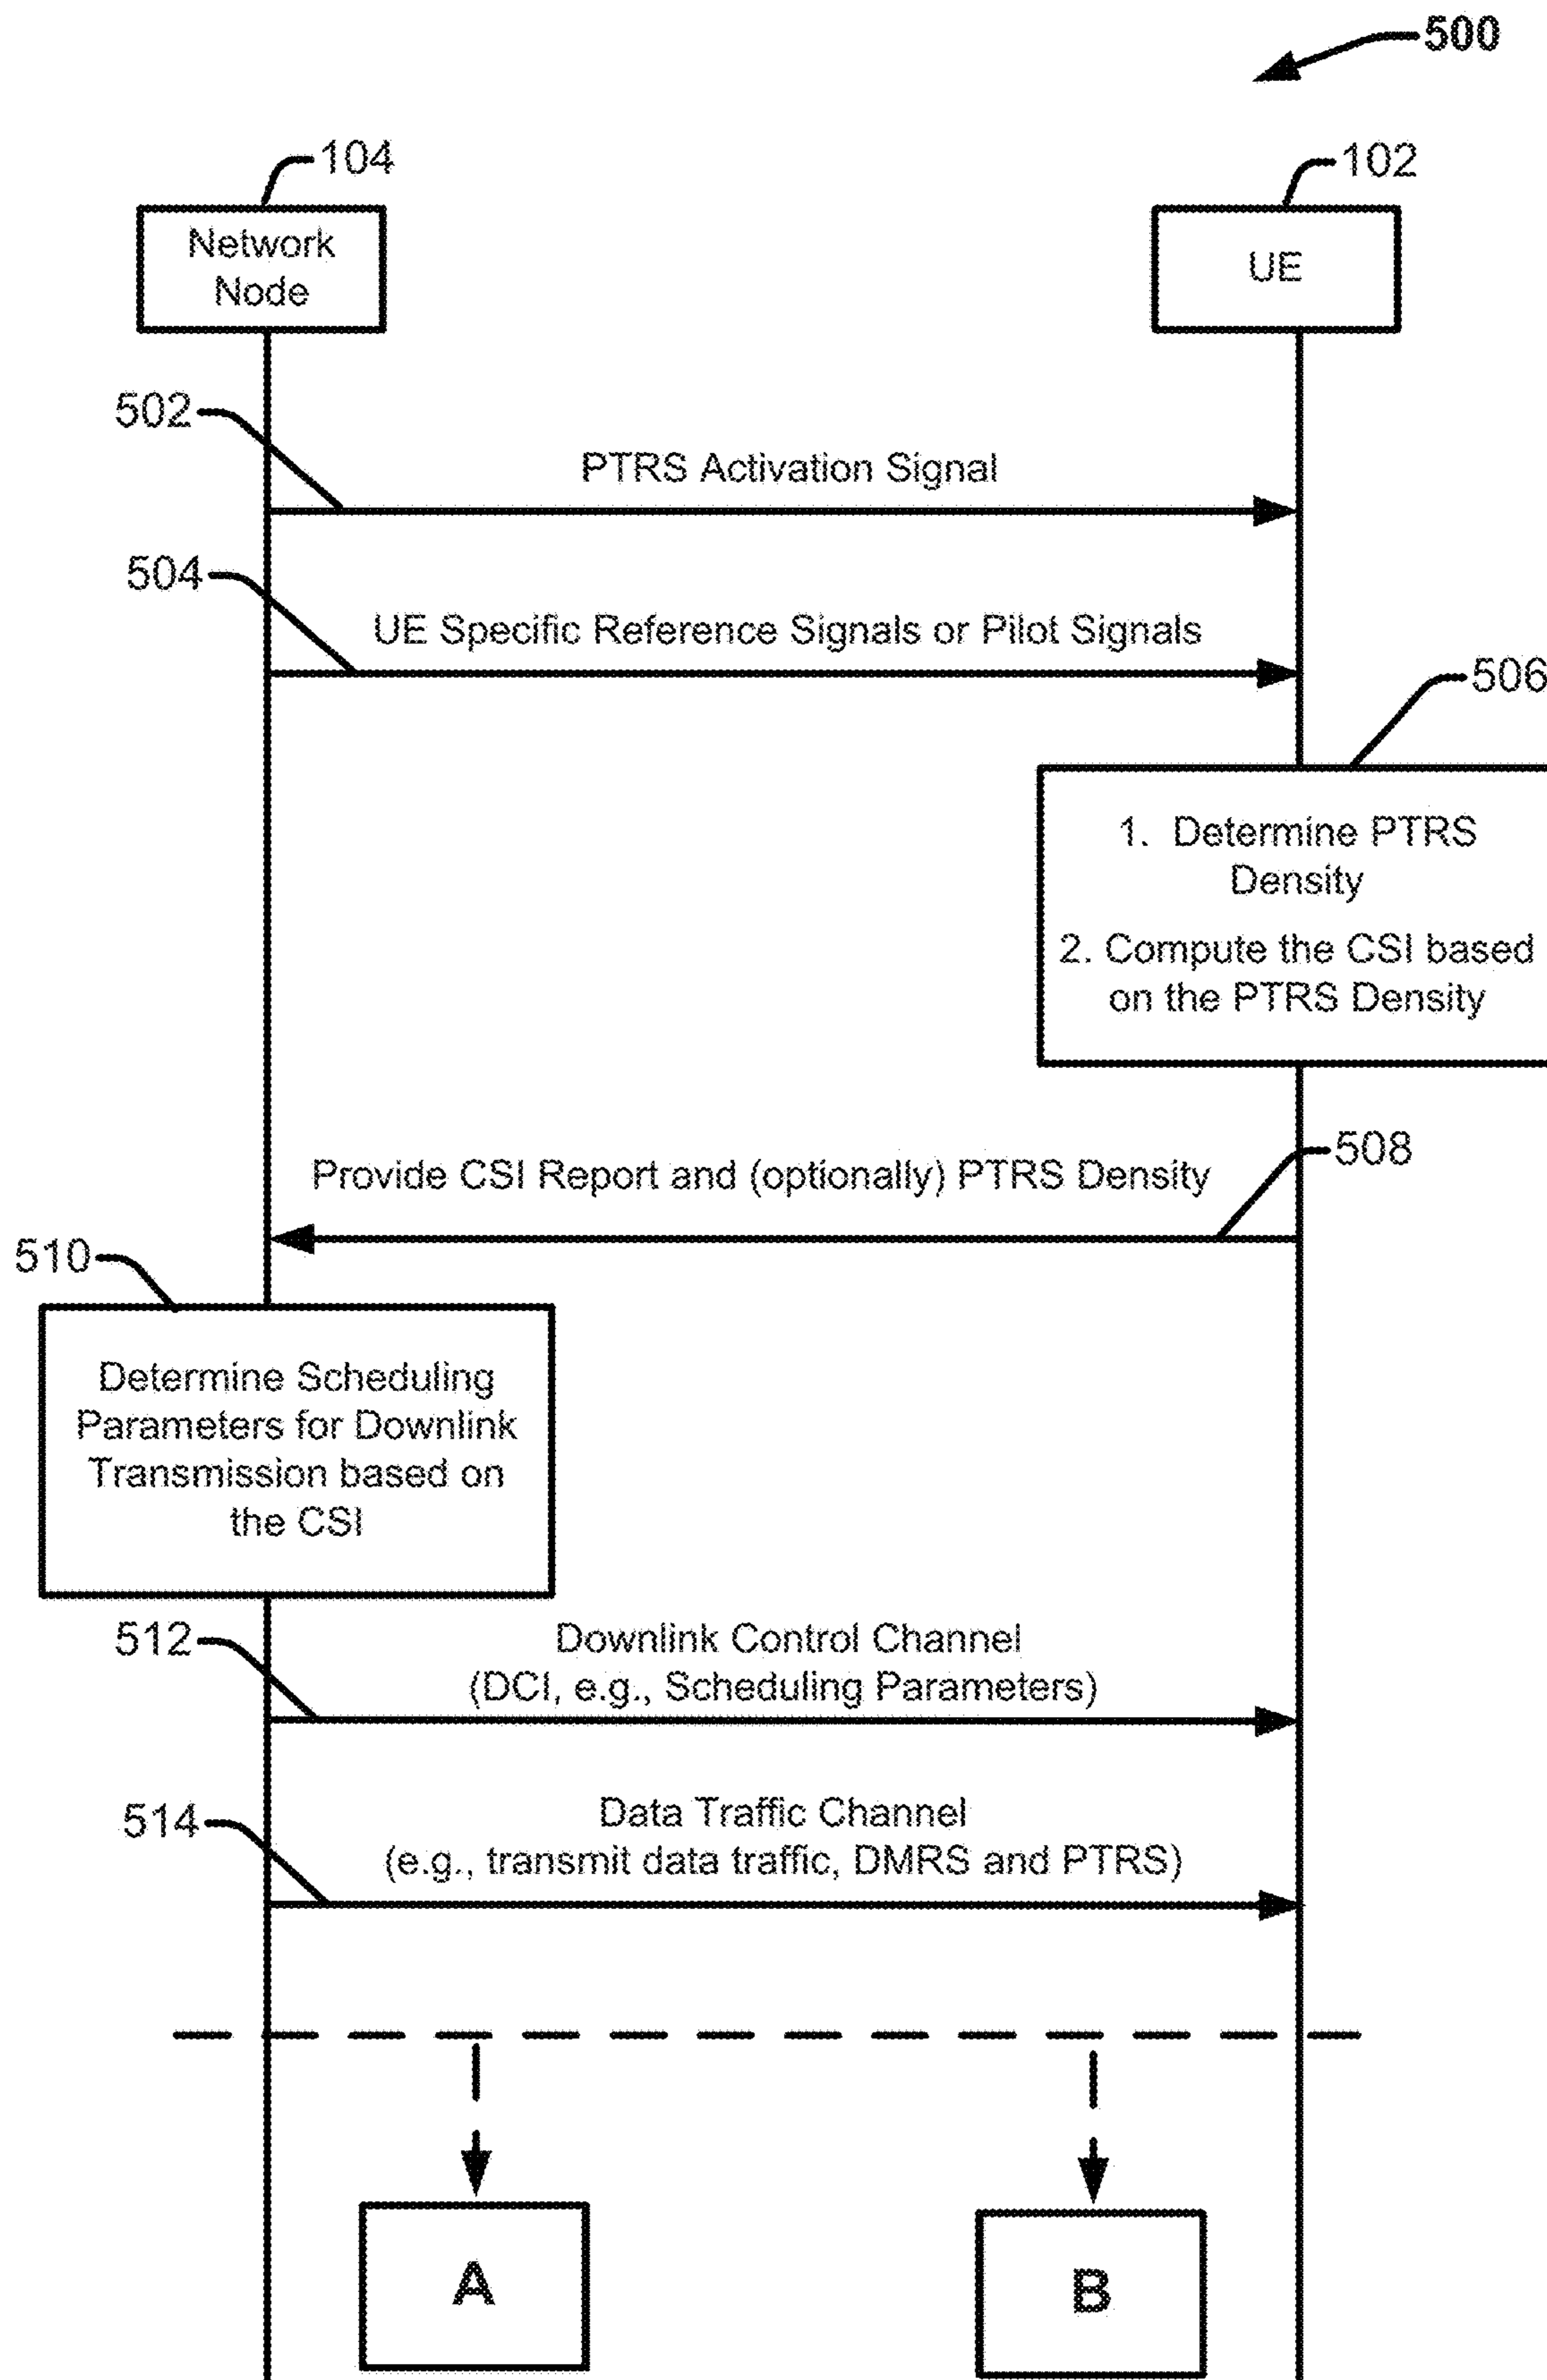 500
104
102
Network
Node
UE
502
PTRS Activation Signal
504
UE Specific Reference Signals or Pilot Signals
506
1. Determine PTRS
Density
2. Compute the CSI based
on the PTRS Density
508
Provide CSI Report and (optionally) PTRS Density
510
Determine Scheduling
Parameters for Downlink
Transmission based on
the CSI
512
Downlink Control Channel
(DCI, e.g., Scheduling Parameters)
514
Data Traffic Channel
(e.g., transmit data traffic, DMRS and PTRS)
A
B